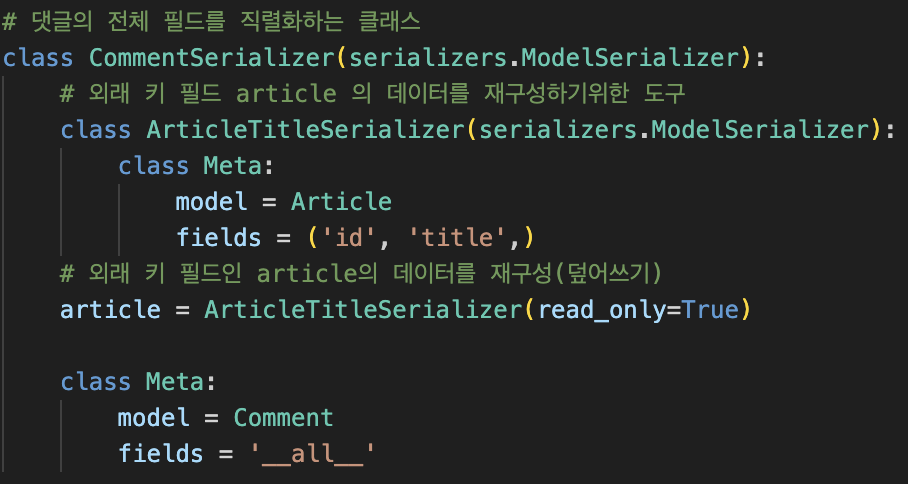 # 댓글의 전체 필드를 직렬화하는 클래스
class CommentSerializer(serializers.ModelSerializer):
    # 외래 키 필드 article 의 데이터를 재구성하기위한 도구
    class ArticleTitleSerializer(serializers.ModelSerializer):
        class Meta:
            model = Article
            fields = ('id', 'title',)
    # 외래 키 필드인 article의 데이터를 재구성(덮어쓰기)
    article = ArticleTitleSerializer(read_only=True)

    class Meta:
        model = Comment
        fields = '__all__'